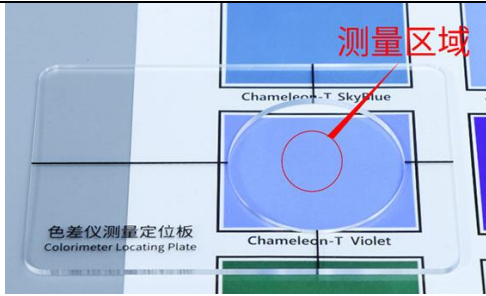 测量区域
Chameleon-T SkyBlue
色差仪测量定位板
Colorimeter Locating Plate
Chameleon-T Violet